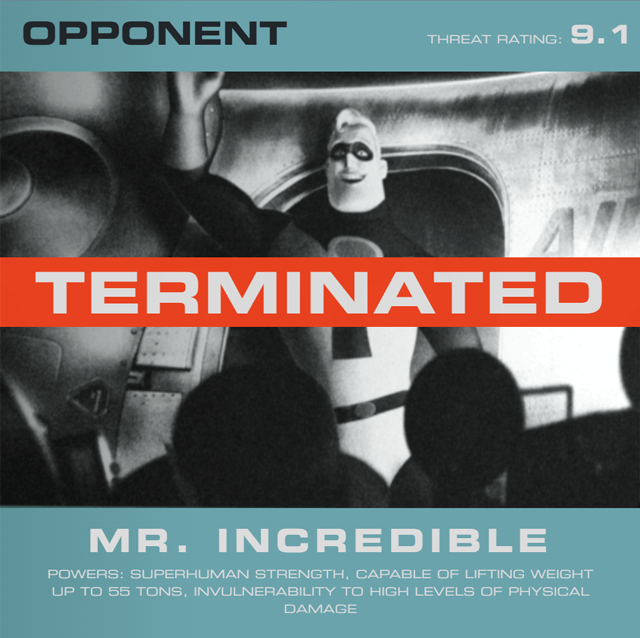 OPPONENT
THREAT RATING: 9.1
TERMINATED
MR. INCREDIBLE
POWERS: SUPERHUMAN STRENGTH, CAPABLE OF LIFTING WEIGHT
UP TO 55 TONS, INVULNERABILITY TO HIGH LEVELS OF PHYSICAL
DAMAGE